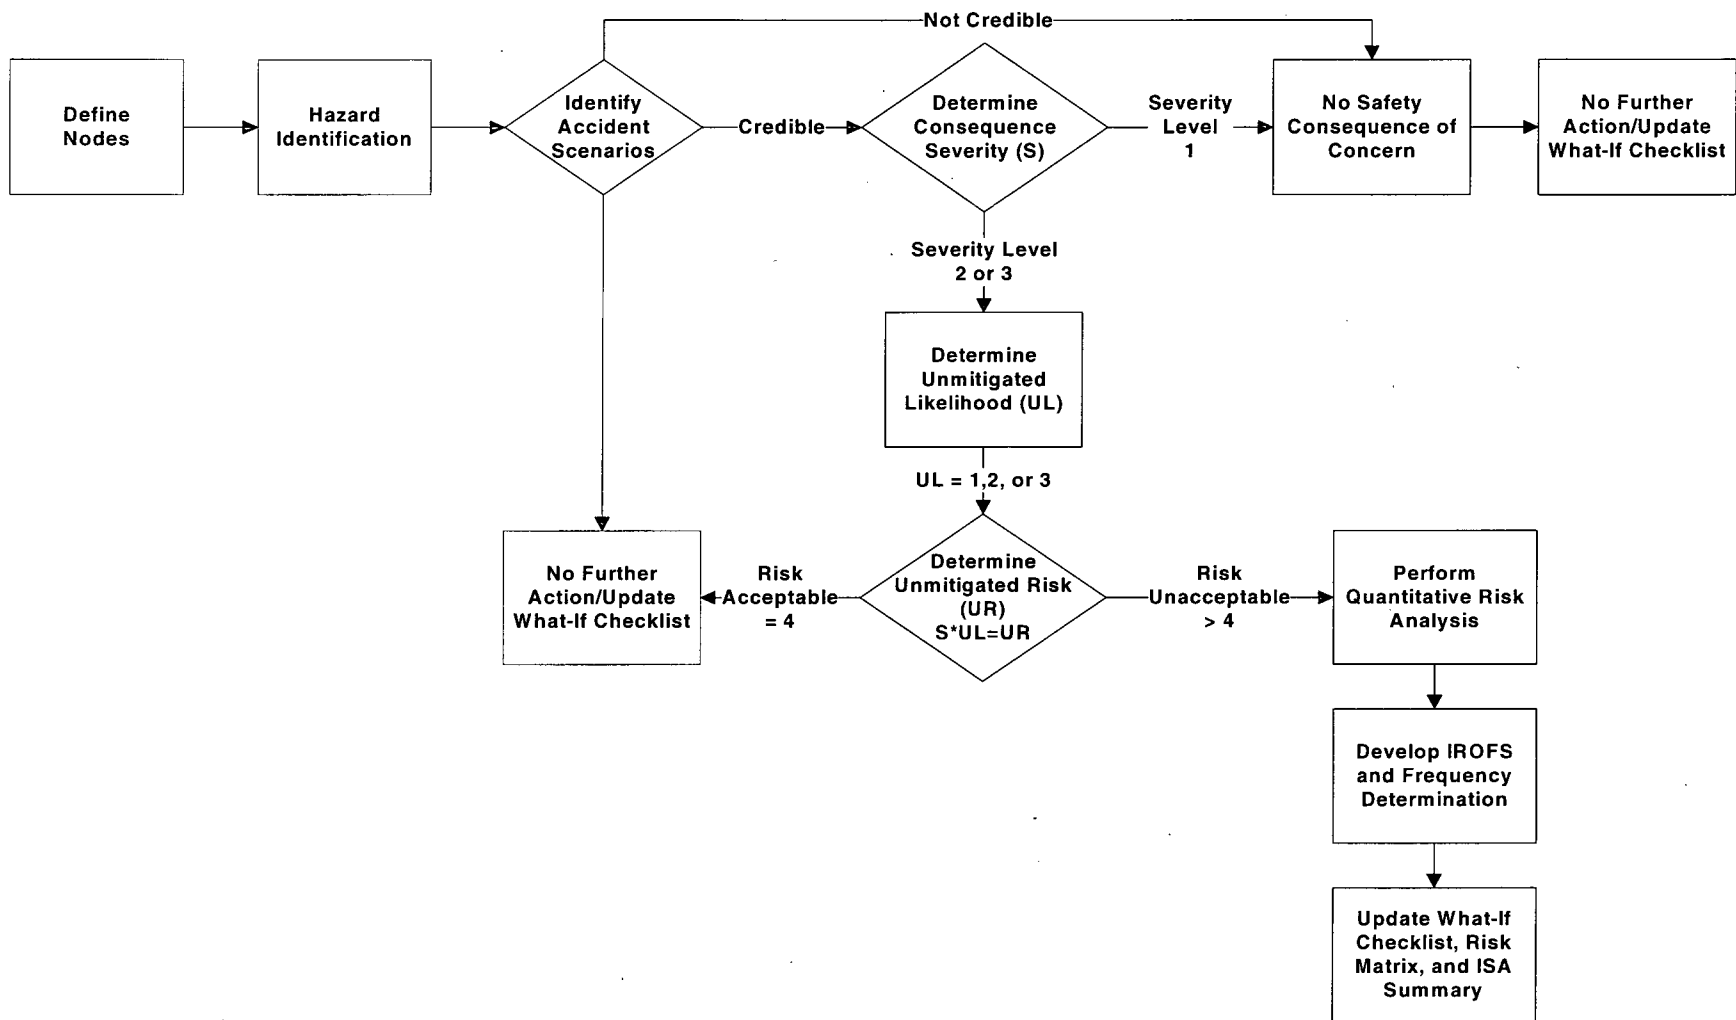 Not Credible
Define
Nodes
Hazard
Identification
Identify
Accident
Scenarios
Credible
Determine
Consequence
Severity (S)
Severity
Level
1
No Safety
Consequence of
Concern
No Further
Action/Update
What-If Checklist
Severity Level
2 or 3
Determine
Unmitigated
Likelihood (UL)
UL = 1,2, or 3
No Further
Action/Update
What-If Checklist
Risk
Acceptable
= 4
Determine
Unmitigated Risk
(UR)
S*UL=UR
Risk
Unacceptable
> 4
Perform
Quantitative Risk
Analysis
Develop IROFS
and Frequency
Determination
Update What-If
Checklist, Risk
Matrix, and ISA
Summary